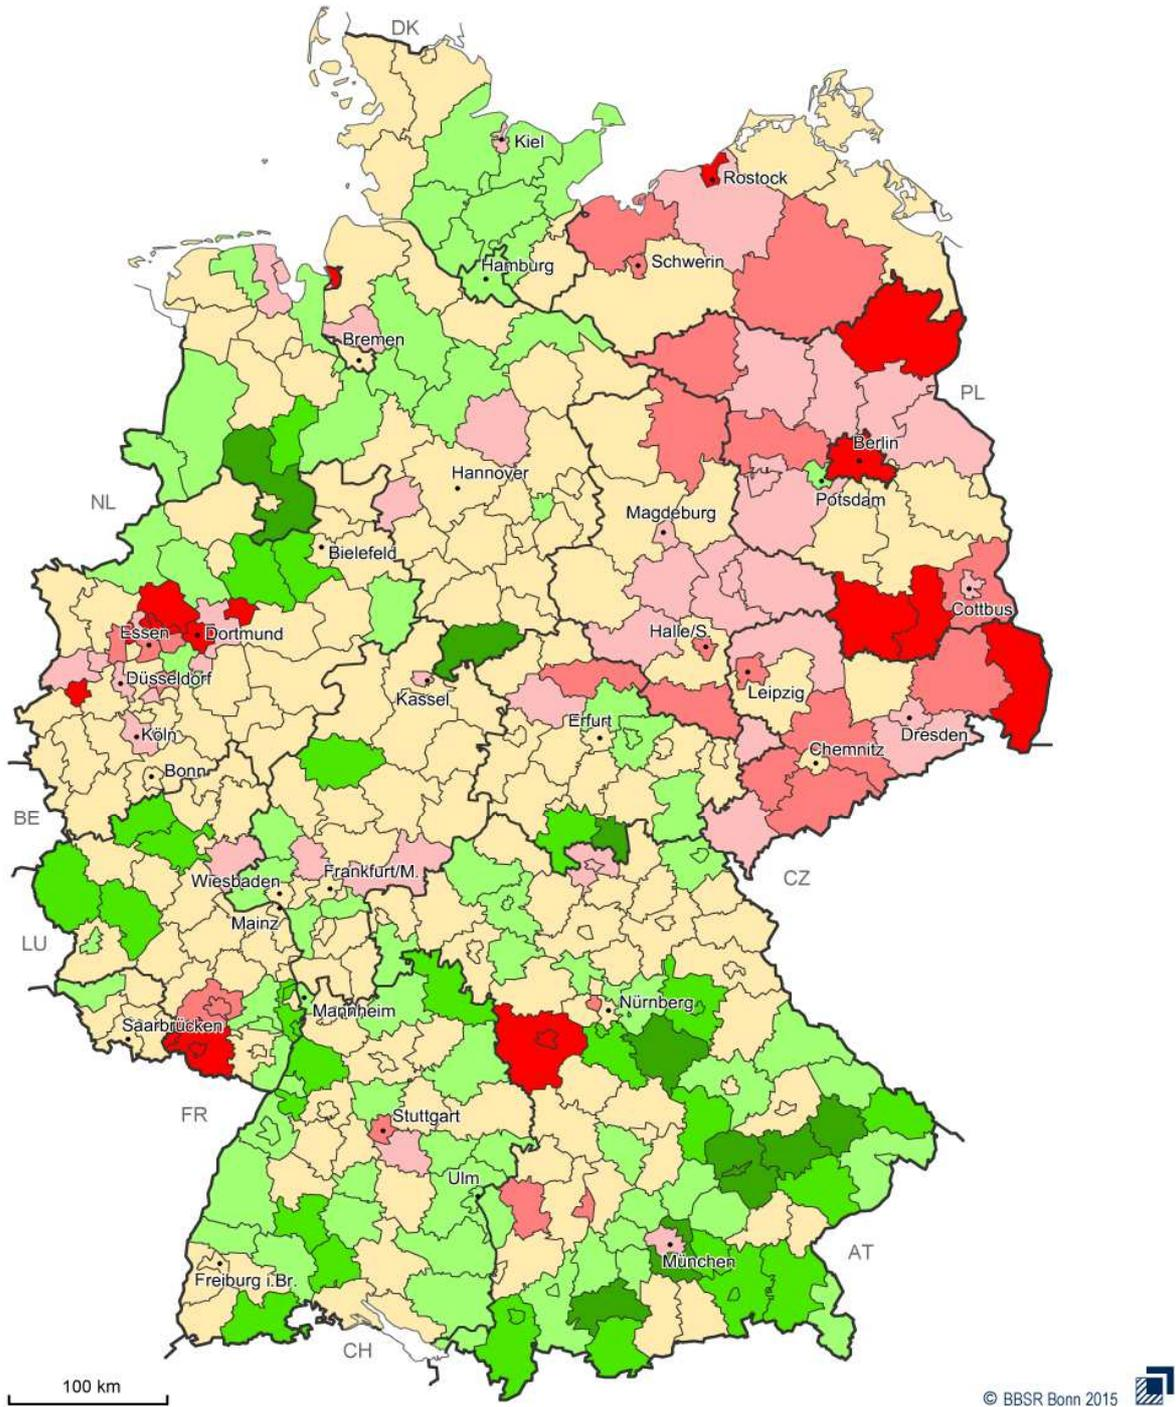 DK
Kiel
Rostock
Hamburg
Schwerin
Bremen
PL
Berlin
Hannover
NL
Potsdam
Magdeburg
Bielefeld
Cottbus
Essen
Dortmund
Halle/S.
Düsseldorf
Leipzig
Kassel
Erfurt
Köln
Dresden
Chemnitz
Bonn
BE
Frankfurt/M.
CZ
Wiesbaden
Mainz
LU
Nürnberg
Mannheim
Saarbrücken
FR
Stuttgart
Ulm
AT
München
Freiburg i.Br.
CH
100 km
© BBSR Bonn 2015